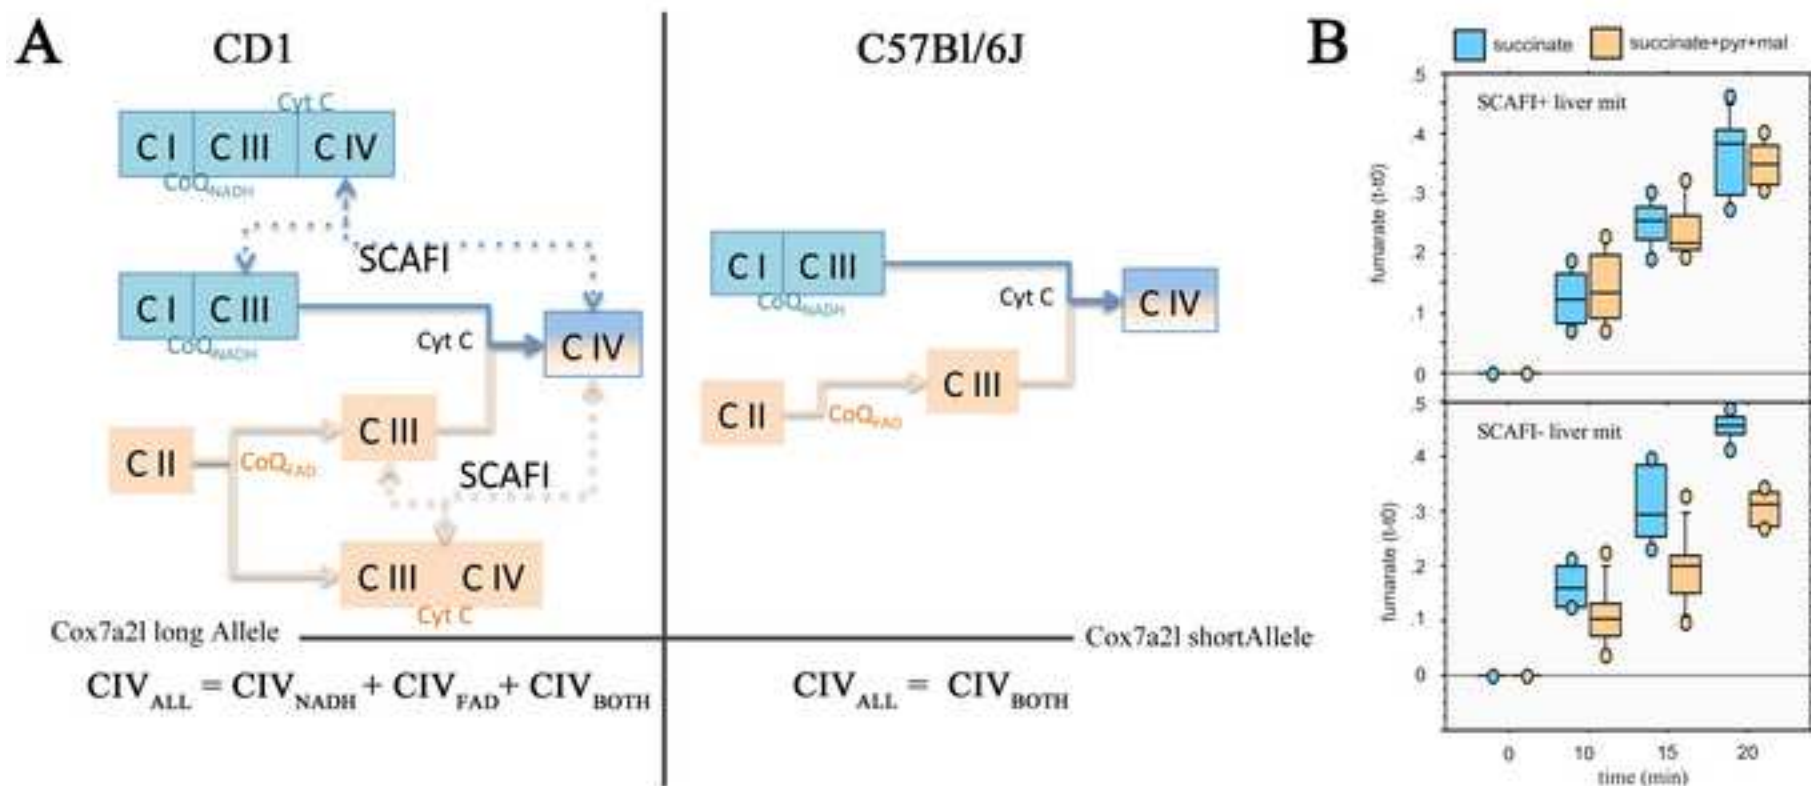 A
CD1
Cyt C
C I C III C IV
CoQNADH
SCAFI
C I C III
CoQNADH
Cyt C
C IV
C III
C II
CoQFAD
SCAFI
C III C IV
Cyt C
Cox7a2l long Allele
CIVALL = CIVNADH + CIVFAD+ CIVBOTH
C57Bl/6J
C I C III
CoQNADH
Cyt C
C IV
C III
C II
CoQFAD
Cox7a2l shortAllele
CIVALL = CIVBOTH
B
succinate succinate+pyr+mal
SCAFI+ liver mit
fumarate (t-t0)
.5
.4
.3
.2
.1
0
SCAFI- liver mit
fumarate (t-t0)
.5
.4
.3
.2
.1
0
0 10 15 20
time (min)